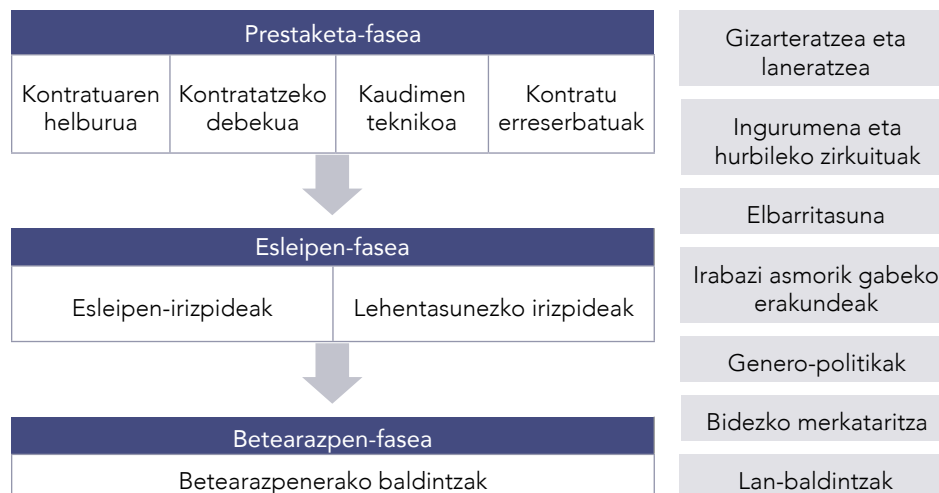 Prestaketa-fasea
Kontratuaren
helburua
Kontratatzeko
debekua
Kaudimen
teknikoa
Kontratu
erreserbatuak
Esleipen-fasea
Esleipen-irizpideak
Lehentasunezko irizpideak
Betearazpen-fasea
Betearazpenerako baldintzak
Gizarteratzea eta
laneratzea
Ingurumena eta
hurbileko zirkuituak
Elbarritasuna
Irabazi asmorik gabeko
erakundeak
Genero-politikak
Bidezko merkataritza
Lan-baldintzak